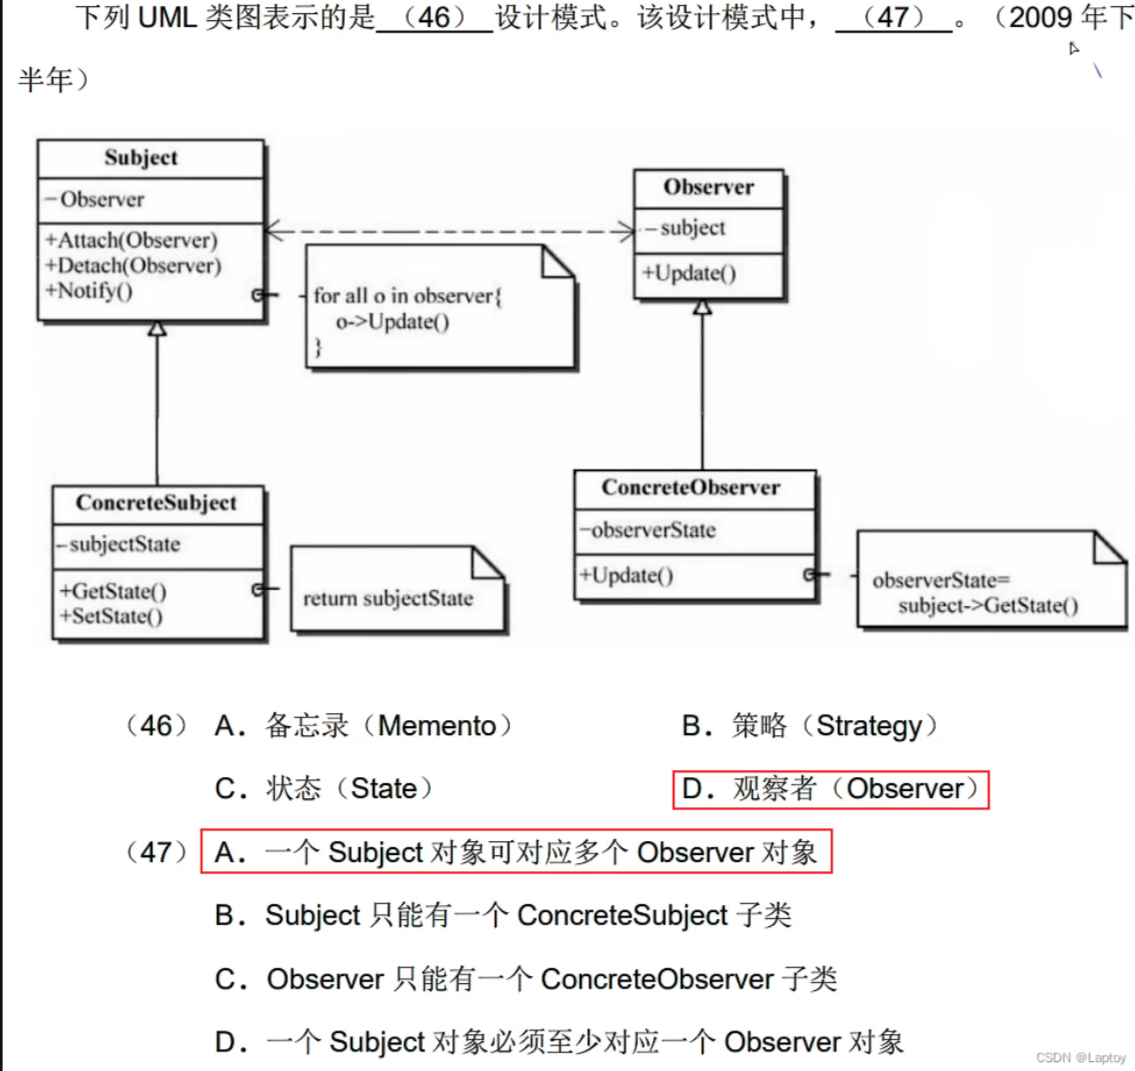 下列 UML 类图表示的是 （46） 设计模式。该设计模式中， （47） 。（2009 年下
半年）
Subject
－Observer
+Attach(Observer)
+Detach(Observer)
+Notify()
for all o in observer{
o->Update()
}
Observer
－subject
+Update()
ConcreteSubject
－subjectState
+GetState()
+SetState()
return subjectState
ConcreteObserver
－observerState
+Update()
observerState=
subject->GetState()
（46） A．备忘录（Memento） B．策略（Strategy）
C．状态（State） D．观察者（Observer）
（47） A．一个 Subject 对象可对应多个 Observer 对象
B．Subject 只能有一个 ConcreteSubject 子类
C．Observer 只能有一个 ConcreteObserver 子类
D．一个 Subject 对象必须至少对应一个 Observer 对象
CSDN @Laptoy